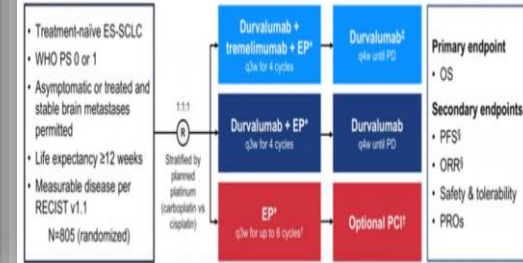 • Treatment-naïve ES-SCLC
• WHO PS 0 or 1
• Asymptomatic or treated and
stable brain metastases
permitted
• Life expectancy ≥12 weeks
• Measurable disease per
RECIST v1.1
N=805 (randomized)
1:1:1
R
Stratified by
planned
platinum
(carboplatin vs
cisplatin)
Durvalumab +
tremelimumab + EP*
q3w for 4 cycles
Durvalumab‡
q4w until PD
Durvalumab + EP*
q3w for 4 cycles
Durvalumab
q4w until PD
EP*
q3w for up to 6 cycles†
Optional PCI†
Primary endpoint
• OS
Secondary endpoints
• PFS§
• ORR§
• Safety & tolerability
• PROs